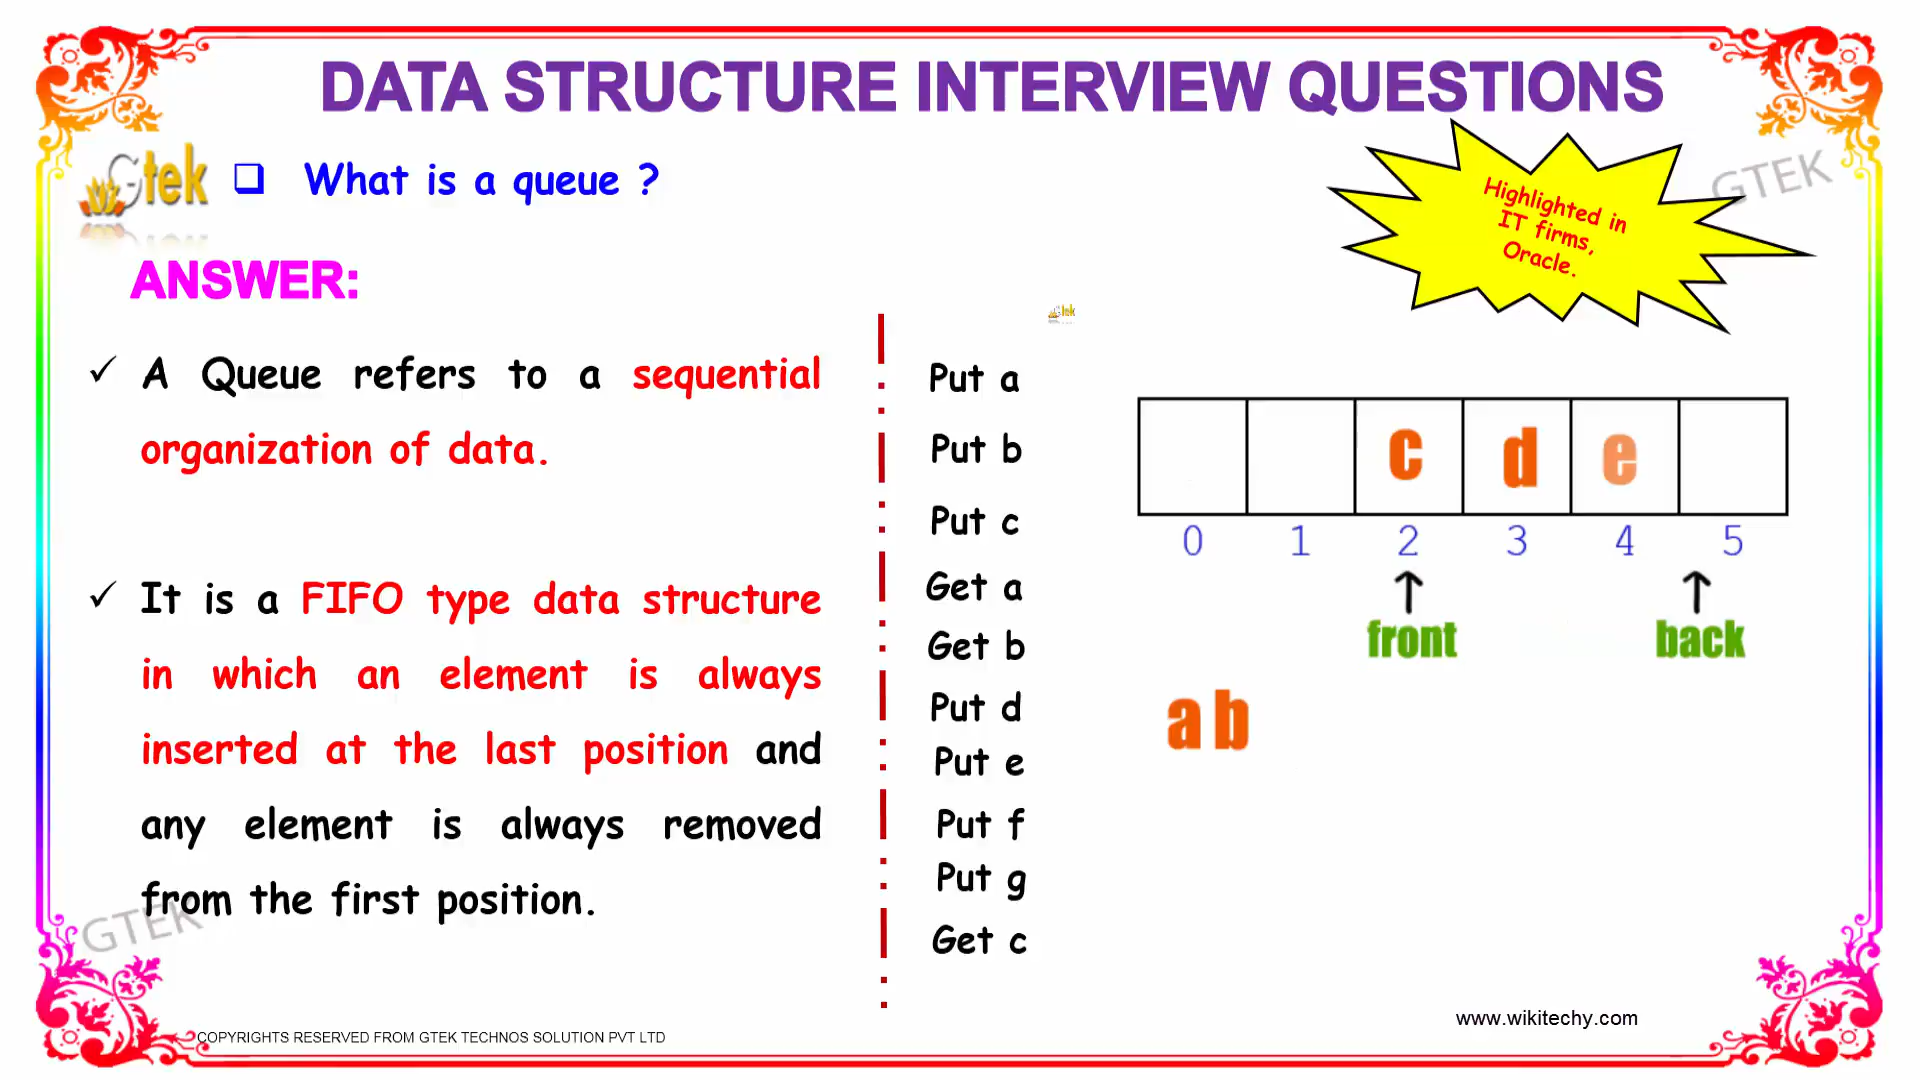 DATA STRUCTURE INTERVIEW QUESTIONS
Gtek
What is a queue ?
GTEK
Highlighted in
IT firms,
Oracle.
ANSWER:
A Queue refers to a sequential
organization of data.
It is a FIFO type data structure
in which an element is always
inserted at the last position and
any element is always removed
from the first position.
GTEK
Gtek
Put a
Put b
Put c
Get a
Get b
Put d
Put e
Put f
Put g
Get c
c d e
0 1 2 3 4 5
front back
a b
www.wikitechy.com
COPYRIGHTS RESERVED FROM GTEK TECHNOS SOLUTION PVT LTD